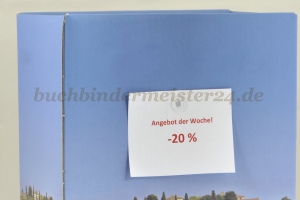 buchbindermeister24.de
Angebot der Woche!
-20 %